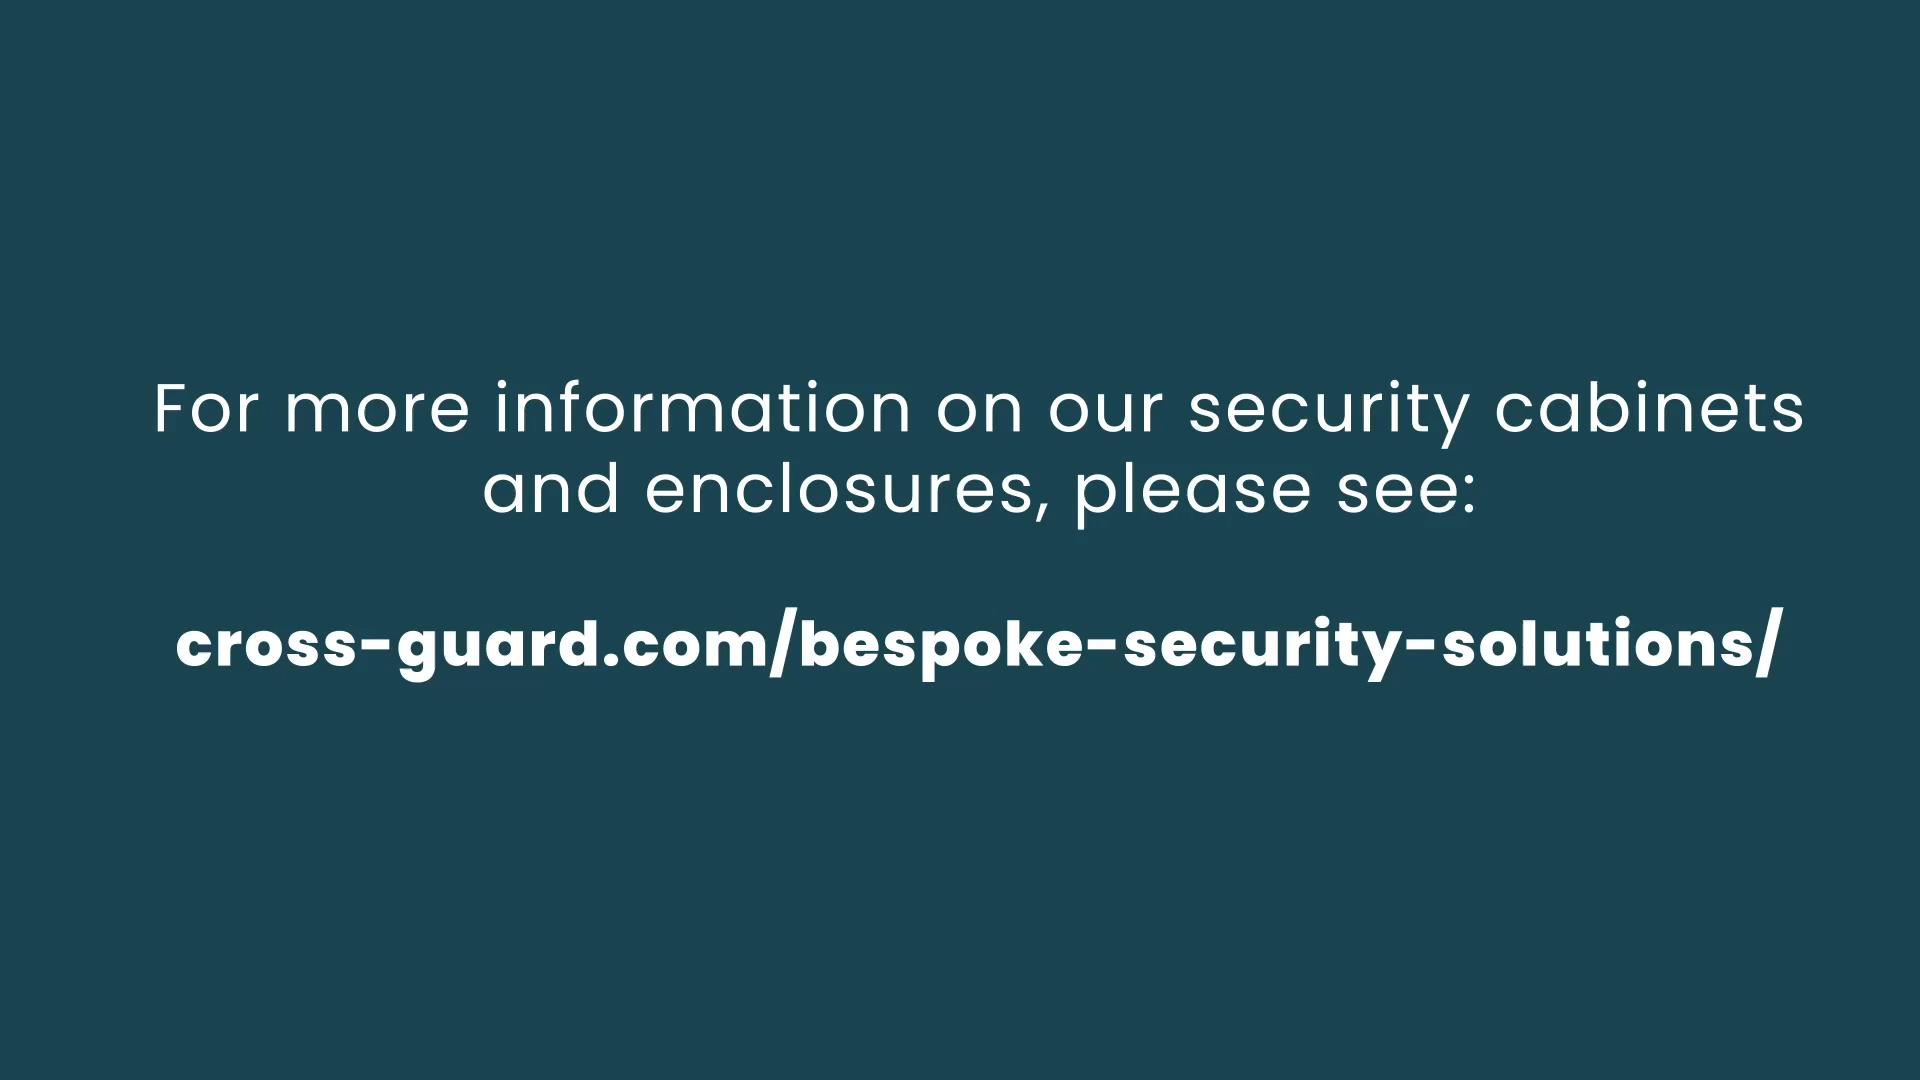 For more information on our security cabinets
and enclosures, please see:
cross-guard.com/bespoke-security-solutions/